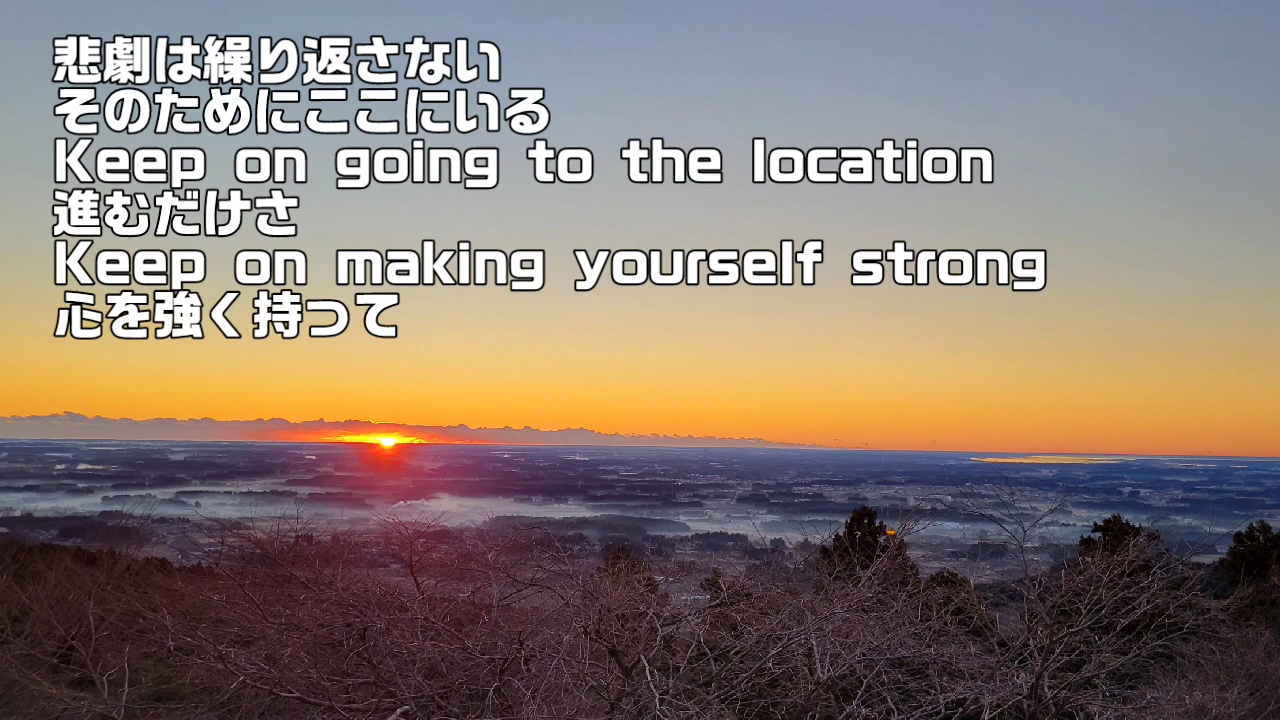 悲劇は繰り返さない
そのためにここにいる
Keep on going to the location
進むだけさ
Keep on making yourself strong
心を強く持って